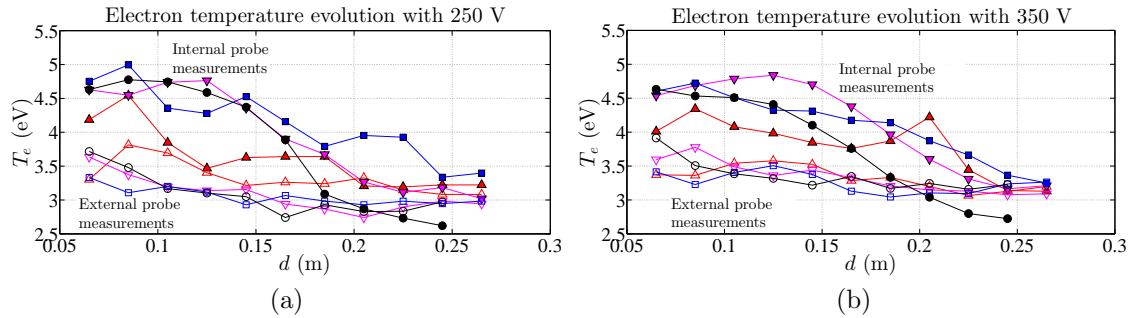 Electron temperature evolution with 250 V
5.5
5
4.5
4
3.5
3
2.5
T_e (eV)
Internal probe
measurements
External probe
measurements
0.05
0.1
0.15
0.2
0.25
0.3
d (m)
(a)
Electron temperature evolution with 350 V
5.5
5
4.5
4
3.5
3
2.5
T_e (eV)
Internal probe
measurements
External probe
measurements
0.05
0.1
0.15
0.2
0.25
0.3
d (m)
(b)